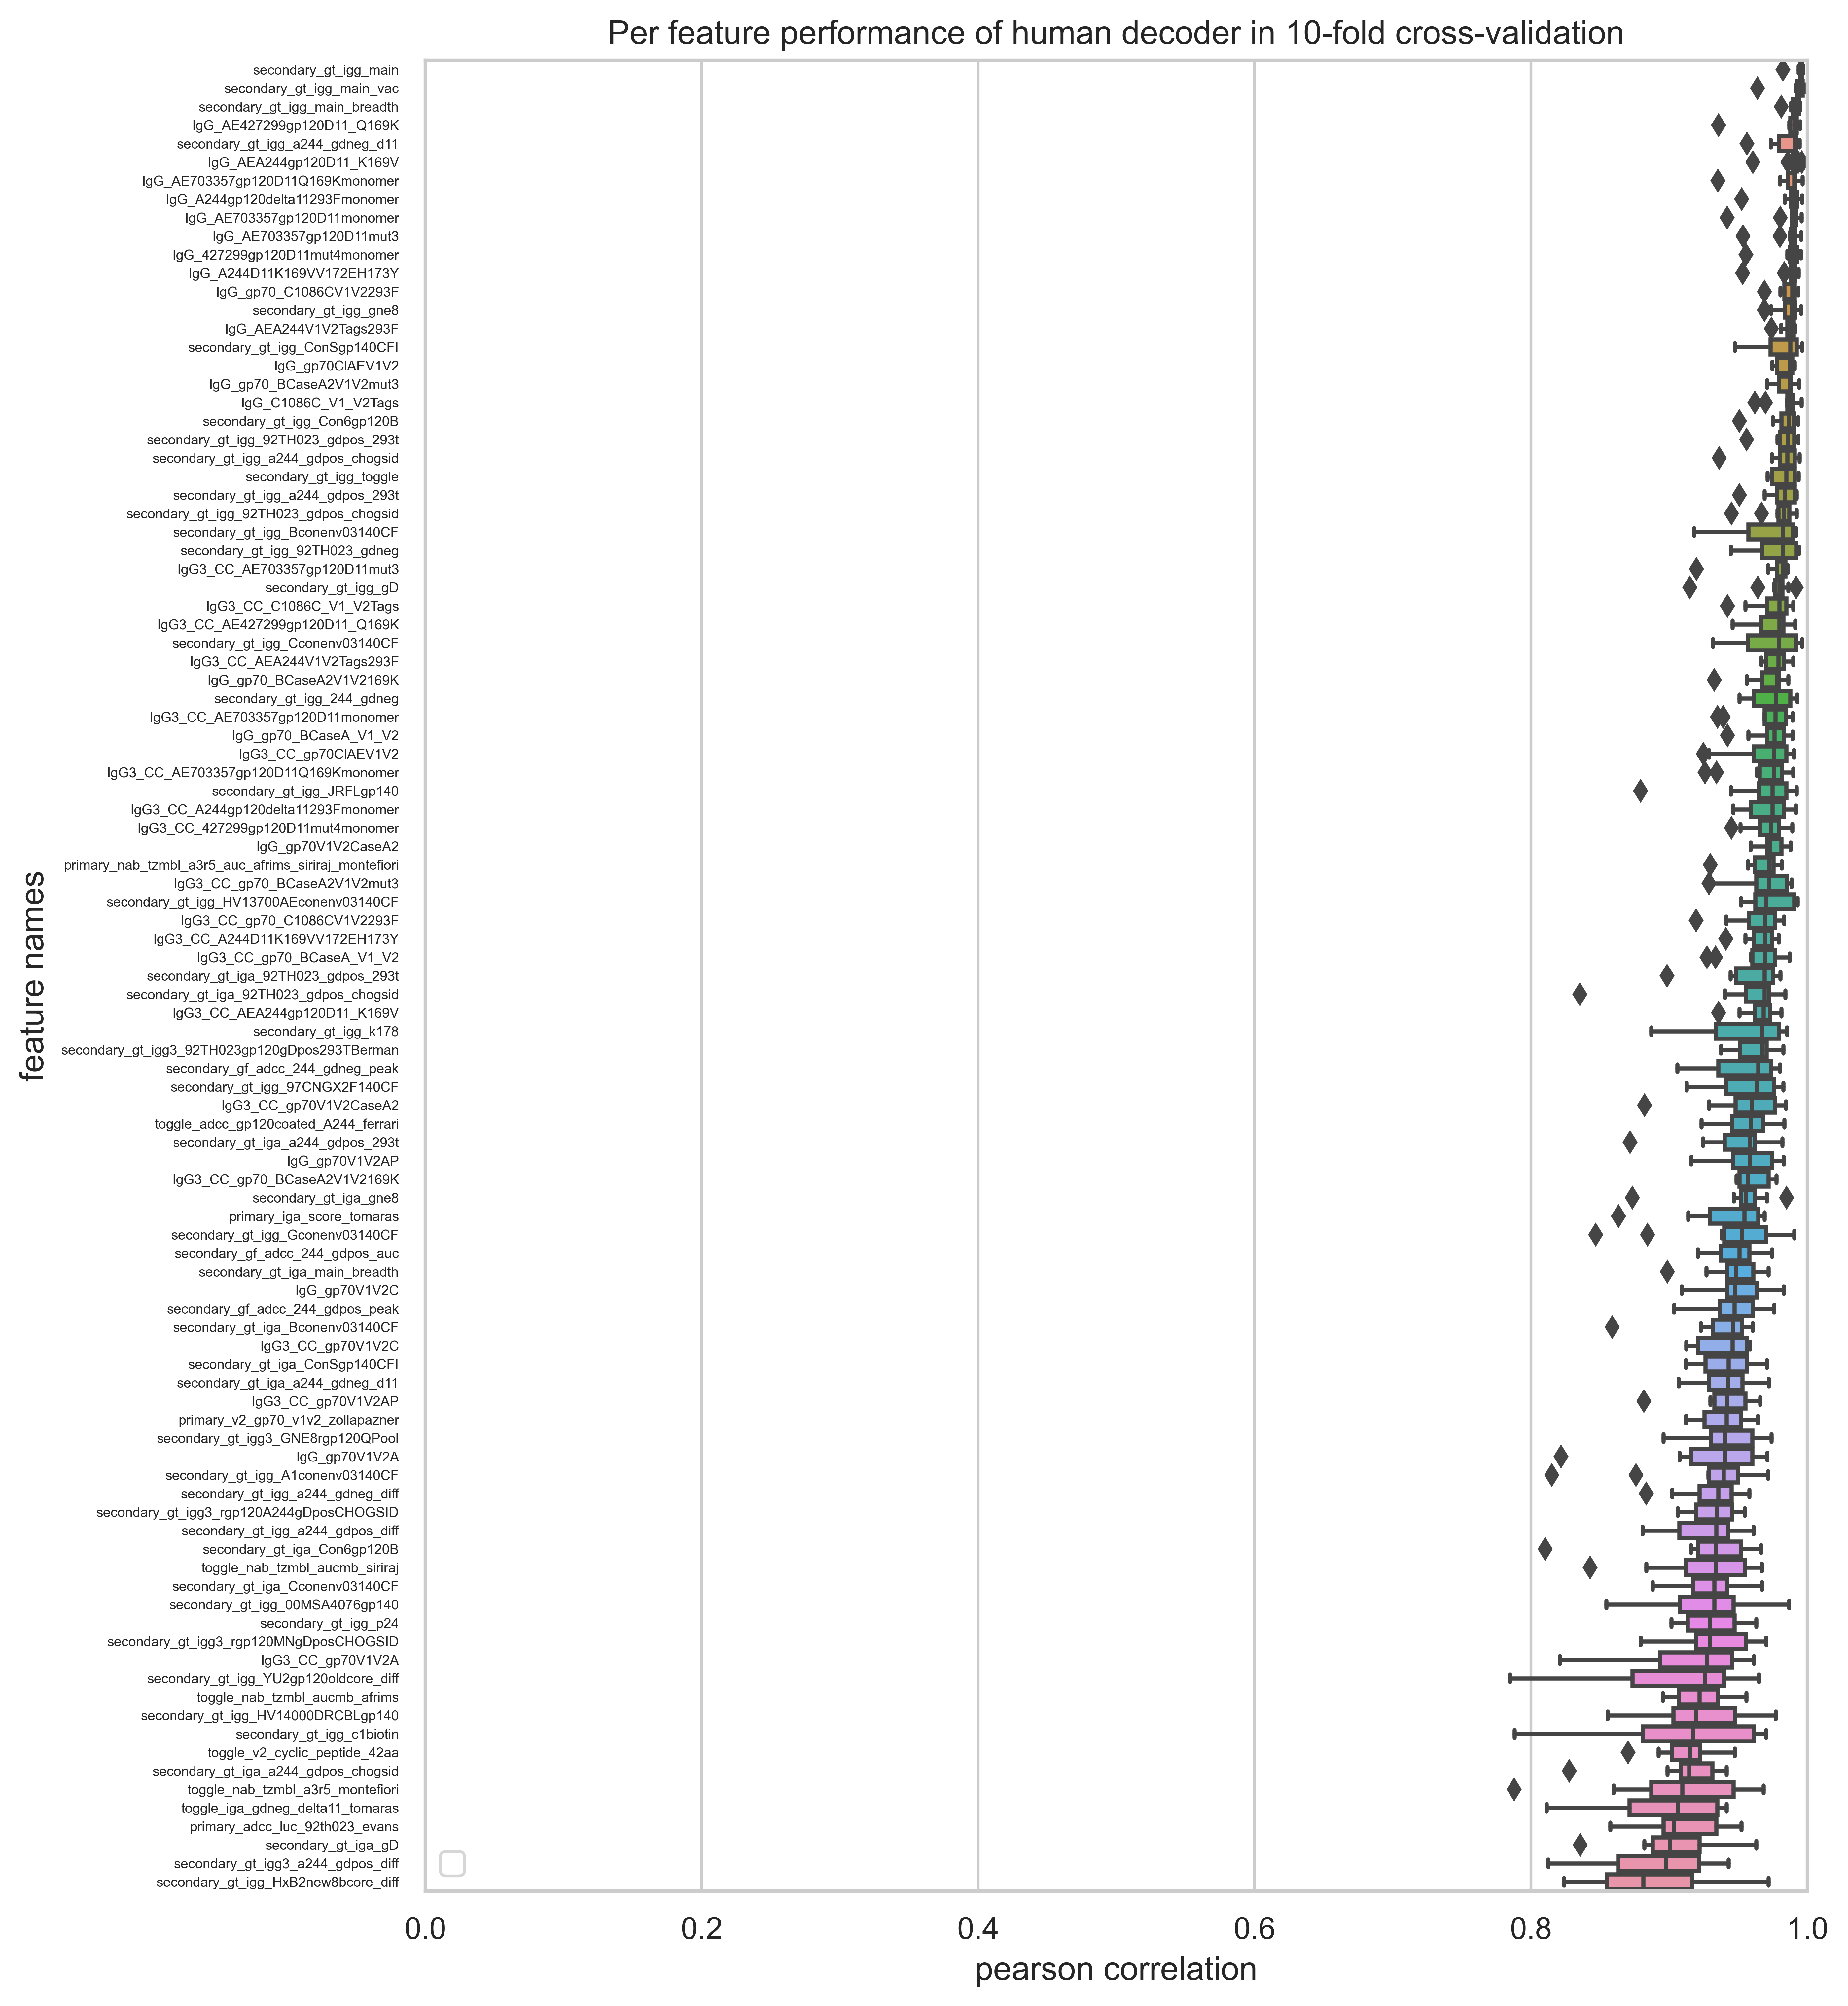 Per feature performance of human decoder in 10-fold cross-validation
secondary_gt_igg_main
secondary_gt_igg_main_vac
secondary_gt_igg_main_breadth
IgG_AE427299gp120D11_Q169K
secondary_gt_igg_a244_gdneg_d11
IgG_AEA244gp120D11_K169V
IgG_AE703357gp120D11Q169Kmonomer
IgG_A244gp120delta11293Fmonomer
IgG_AE703357gp120D11monomer
IgG_AE703357gp120D11mut3
IgG_427299gp120D11mut4monomer
IgG_A244D11K169VV172EH173Y
IgG_gp70_C1086CV1V2293F
secondary_gt_igg_gne8
IgG_AEA244V1V2Tags293F
secondary_gt_igg_ConSgp140CFI
IgG_gp70ClAEV1V2
IgG_gp70_BCaseA2V1V2mut3
IgG_C1086C_V1_V2Tags
secondary_gt_igg_Con6gp120B
secondary_gt_igg_92TH023_gdpos_293t
secondary_gt_igg_a244_gdpos_chogsid
secondary_gt_igg_toggle
secondary_gt_igg_a244_gdpos_293t
secondary_gt_igg_92TH023_gdpos_chogsid
secondary_gt_igg_Bconenv03140CF
secondary_gt_igg_92TH023_gdneg
IgG3_CC_AE703357gp120D11mut3
secondary_gt_igg_gD
IgG3_CC_C1086C_V1_V2Tags
IgG3_CC_AE427299gp120D11_Q169K
secondary_gt_igg_Cconenv03140CF
IgG3_CC_AEA244V1V2Tags293F
IgG_gp70_BCaseA2V1V2169K
secondary_gt_igg_244_gdneg
IgG3_CC_AE703357gp120D11monomer
IgG_gp70_BCaseA_V1_V2
IgG3_CC_gp70ClAEV1V2
IgG3_CC_AE703357gp120D11Q169Kmonomer
secondary_gt_igg_JRFLgp140
IgG3_CC_A244gp120delta11293Fmonomer
IgG3_CC_427299gp120D11mut4monomer
IgG_gp70V1V2CaseA2
primary_nab_tzmbl_a3r5_auc_afrims_siriraj_montefiori
IgG3_CC_gp70_BCaseA2V1V2mut3
secondary_gt_igg_HV13700AEconenv03140CF
IgG3_CC_gp70_C1086CV1V2293F
IgG3_CC_A244D11K169VV172EH173Y
IgG3_CC_gp70_BCaseA_V1_V2
secondary_gt_iga_92TH023_gdpos_293t
secondary_gt_iga_92TH023_gdpos_chogsid
IgG3_CC_AEA244gp120D11_K169V
secondary_gt_igg_k178
secondary_gt_igg3_92TH023gp120gDpos293TBerman
secondary_gf_adcc_244_gdneg_peak
secondary_gt_igg_97CNGX2F140CF
IgG3_CC_gp70V1V2CaseA2
toggle_adcc_gp120coated_A244_ferrari
secondary_gt_iga_a244_gdpos_293t
IgG_gp70V1V2AP
IgG3_CC_gp70_BCaseA2V1V2169K
secondary_gt_iga_gne8
primary_iga_score_tomaras
secondary_gt_igg_Gconenv03140CF
secondary_gf_adcc_244_gdpos_auc
secondary_gt_iga_main_breadth
IgG_gp70V1V2C
secondary_gf_adcc_244_gdpos_peak
secondary_gt_iga_Bconenv03140CF
IgG3_CC_gp70V1V2C
secondary_gt_iga_ConSgp140CFI
secondary_gt_iga_a244_gdneg_d11
IgG3_CC_gp70V1V2AP
primary_v2_gp70_v1v2_zollapazner
secondary_gt_igg3_GNE8rgp120QPool
IgG_gp70V1V2A
secondary_gt_igg_A1conenv03140CF
secondary_gt_igg_a244_gdneg_diff
secondary_gt_igg3_rgp120A244gDposCHOGSID
secondary_gt_igg_a244_gdpos_diff
secondary_gt_iga_Con6gp120B
toggle_nab_tzmbl_aucmb_siriraj
secondary_gt_iga_Cconenv03140CF
secondary_gt_igg_00MSA4076gp140
secondary_gt_igg_p24
secondary_gt_igg3_rgp120MNgDposCHOGSID
IgG3_CC_gp70V1V2A
secondary_gt_igg_YU2gp120oldcore_diff
toggle_nab_tzmbl_aucmb_afrims
secondary_gt_igg_HV14000DRCBLgp140
secondary_gt_igg_c1biotin
toggle_v2_cyclic_peptide_42aa
secondary_gt_iga_a244_gdpos_chogsid
toggle_nab_tzmbl_a3r5_montefiori
toggle_iga_gdneg_delta11_tomaras
primary_adcc_luc_92th023_evans
secondary_gt_iga_gD
secondary_gt_igg3_a244_gdpos_diff
secondary_gt_igg_HxB2new8bcore_diff
feature names
0.0 0.2 0.4 0.6 0.8 1.0
pearson correlation